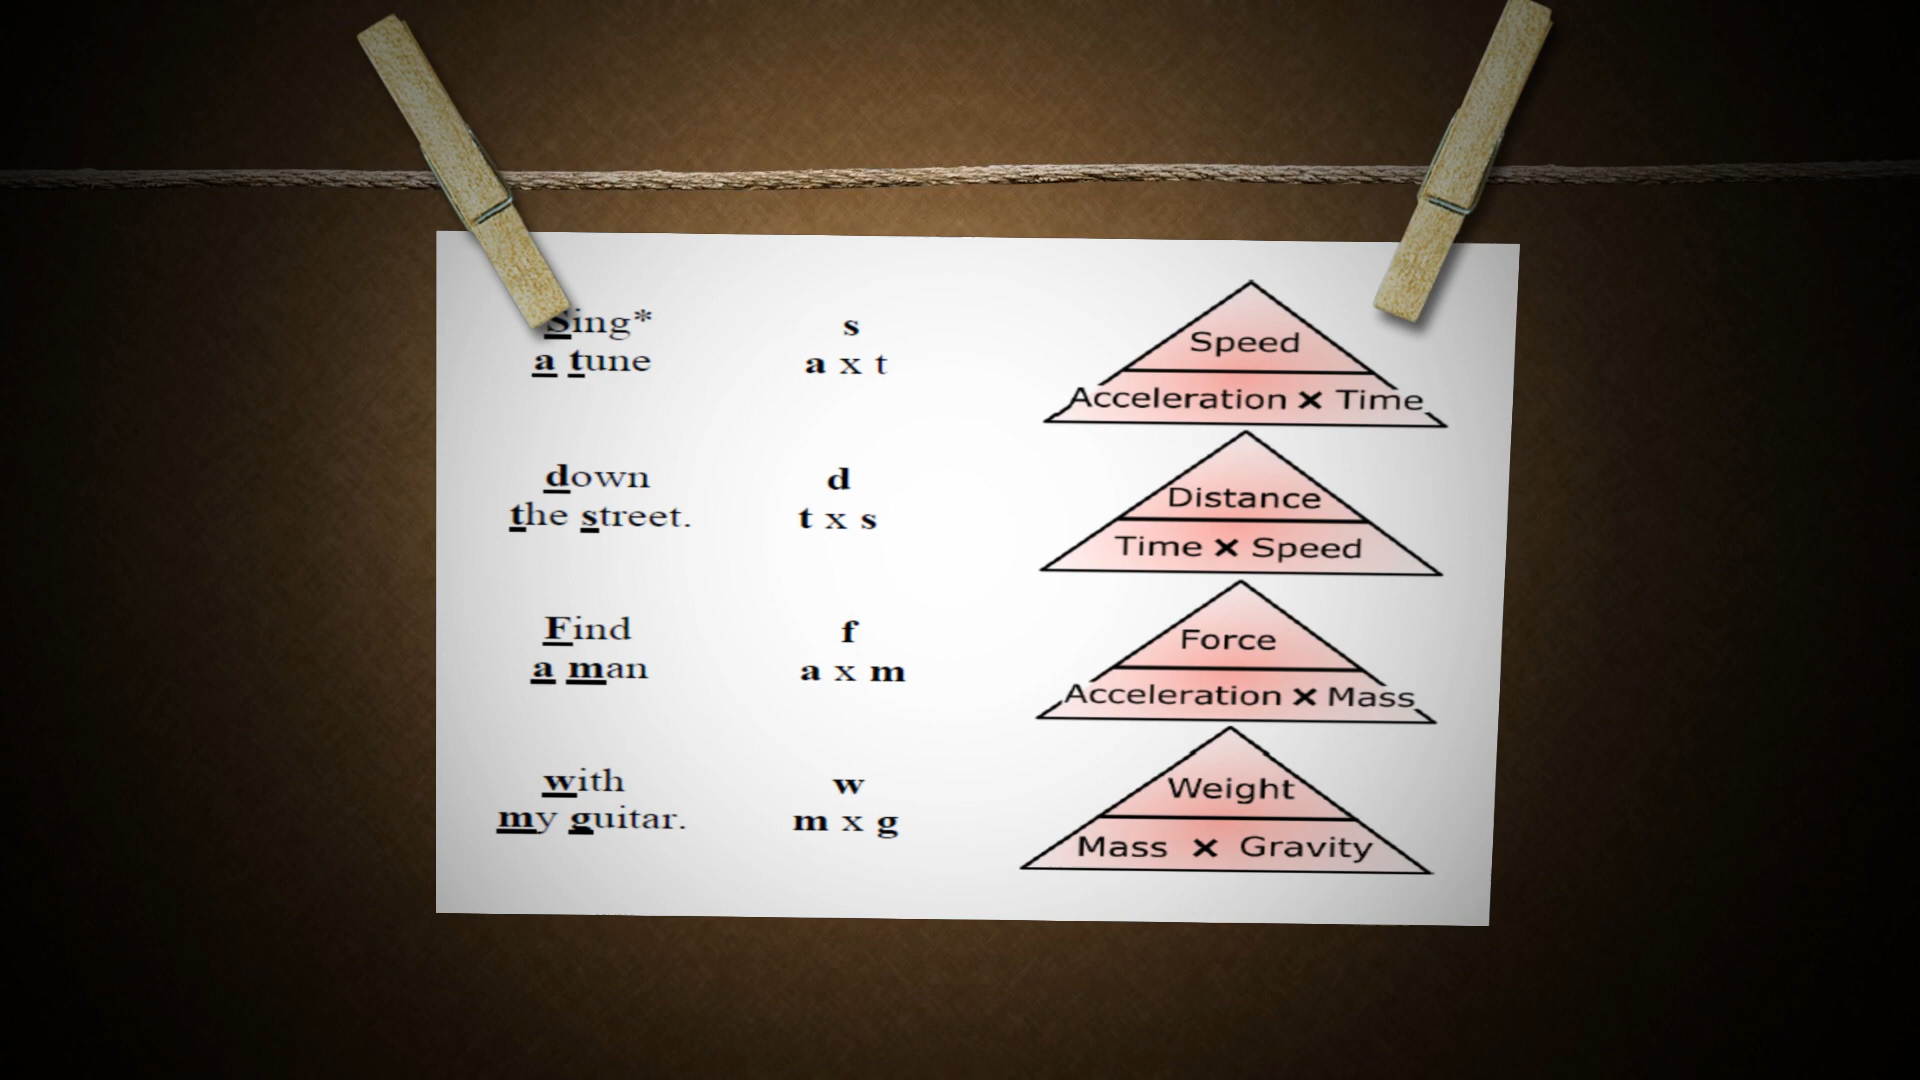 Sing*
a tune
s
a x t
Speed
Acceleration × Time
down
the street.
d
t x s
Distance
Time × Speed
Find
a man
f
a x m
Force
Acceleration × Mass
with
my guitar.
w
m x g
Weight
Mass × Gravity